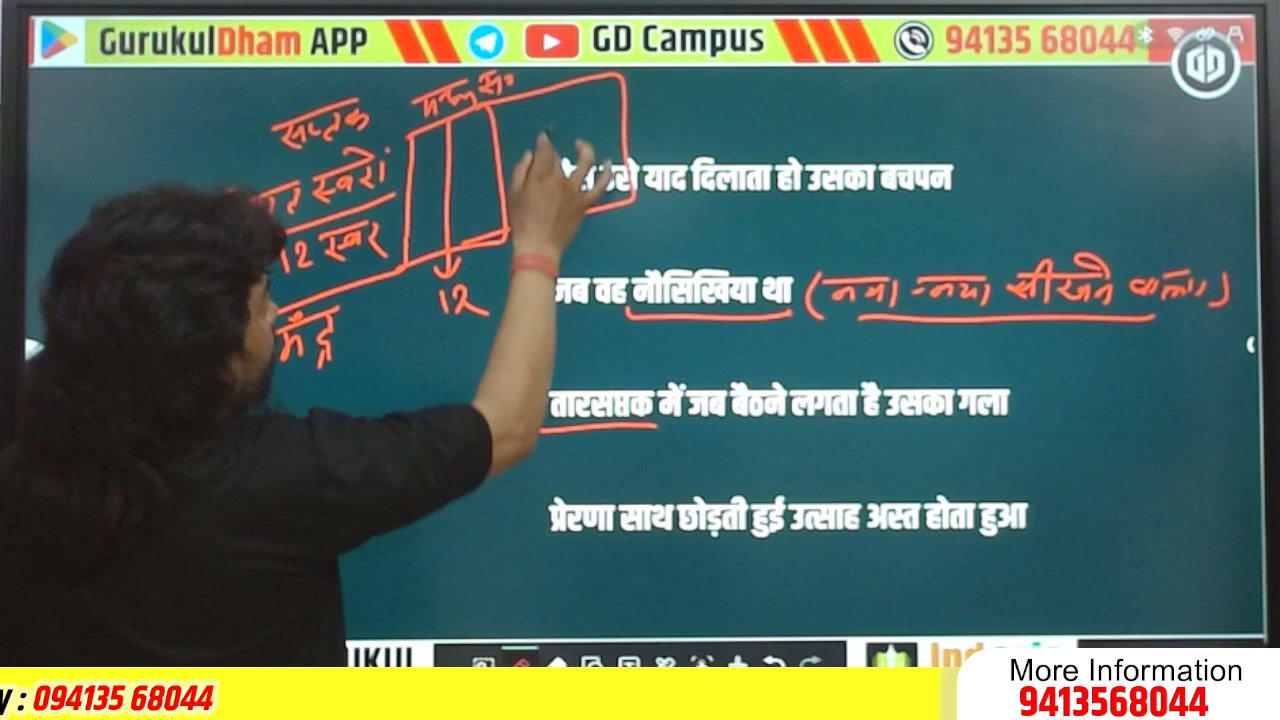 GurukulDham APP GD Campus 94135 68044
सप्तक
स्वरों
12 स्वर
12
याद दिलाता हो उसका बचपन
जब वह नौसिखिया था (नया-नया सीखने वाला)
तारसप्तक में जब बैठने लगता है उसका गला
प्रेरणा साथ छोड़ती हुई उत्साह अस्त होता हुआ
: 094135 68044
More Information
9413568044